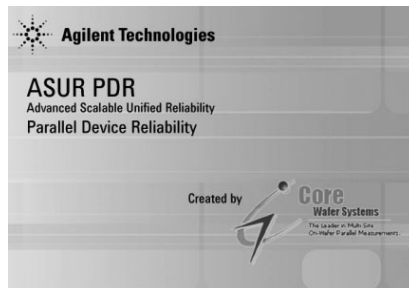 Agilent Technologies
ASUR PDR
Advanced Scalable Unified Reliability
Parallel Device Reliability
Created by
Core
Wafer Systems
The Leader in Multi Site
On-Wafer Parallel Measurements.